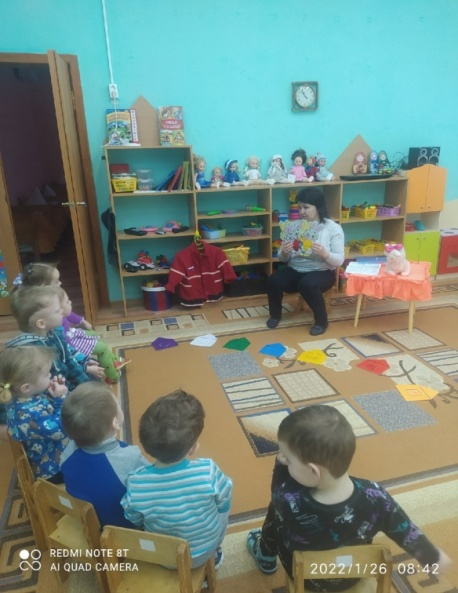 REDMI NOTE 8T
AI QUAD CAMERA
2022/1/26 08:42